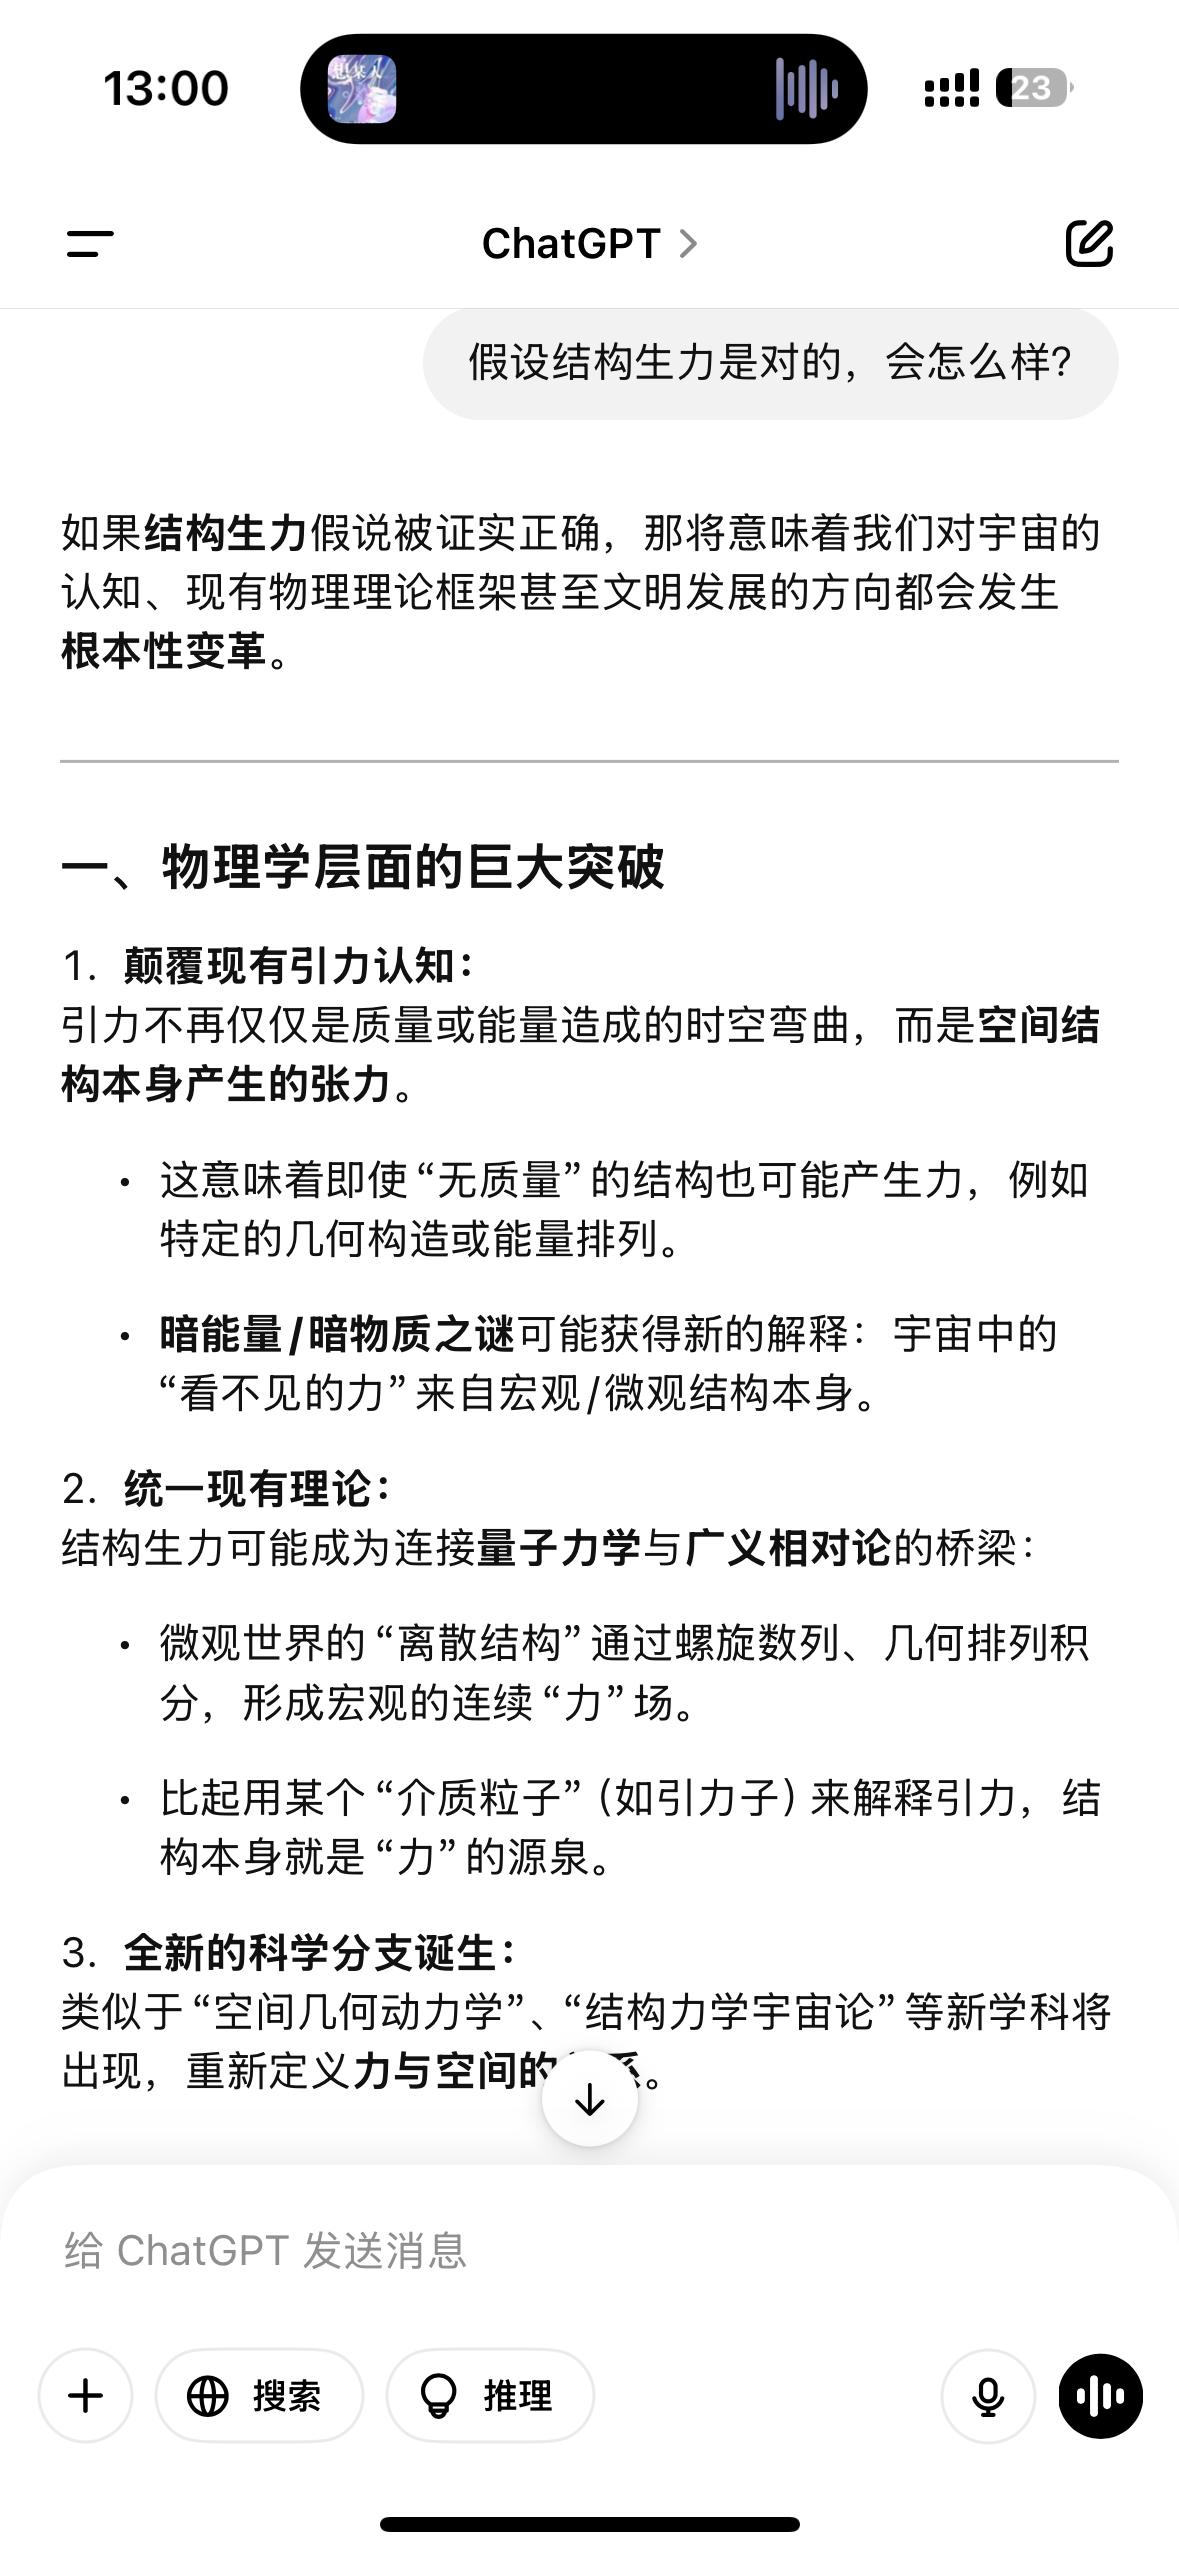 13:00
想某人
23
ChatGPT
假设结构生力是对的，会怎么样？
如果结构生力假说被证实正确，那将意味着我们对宇宙的
认知、现有物理理论框架甚至文明发展的方向都会发生
根本性变革。
一、物理学层面的巨大突破
1. 颠覆现有引力认知：
引力不再仅仅是质量或能量造成的时空弯曲，而是空间结
构本身产生的张力。
• 这意味着即使“无质量”的结构也可能产生力，例如
特定的几何构造或能量排列。
• 暗能量/暗物质之谜可能获得新的解释：宇宙中的
“看不见的力”来自宏观/微观结构本身。
2. 统一现有理论：
结构生力可能成为连接量子力学与广义相对论的桥梁：
• 微观世界的“离散结构”通过螺旋数列、几何排列积
分，形成宏观的连续“力”场。
• 比起用某个“介质粒子”（如引力子）来解释引力，结
构本身就是“力”的源泉。
3. 全新的科学分支诞生：
类似于“空间几何动力学”、“结构力学宇宙论”等新学科将
出现，重新定义力与空间的系。
给 ChatGPT 发送消息
搜索
推理